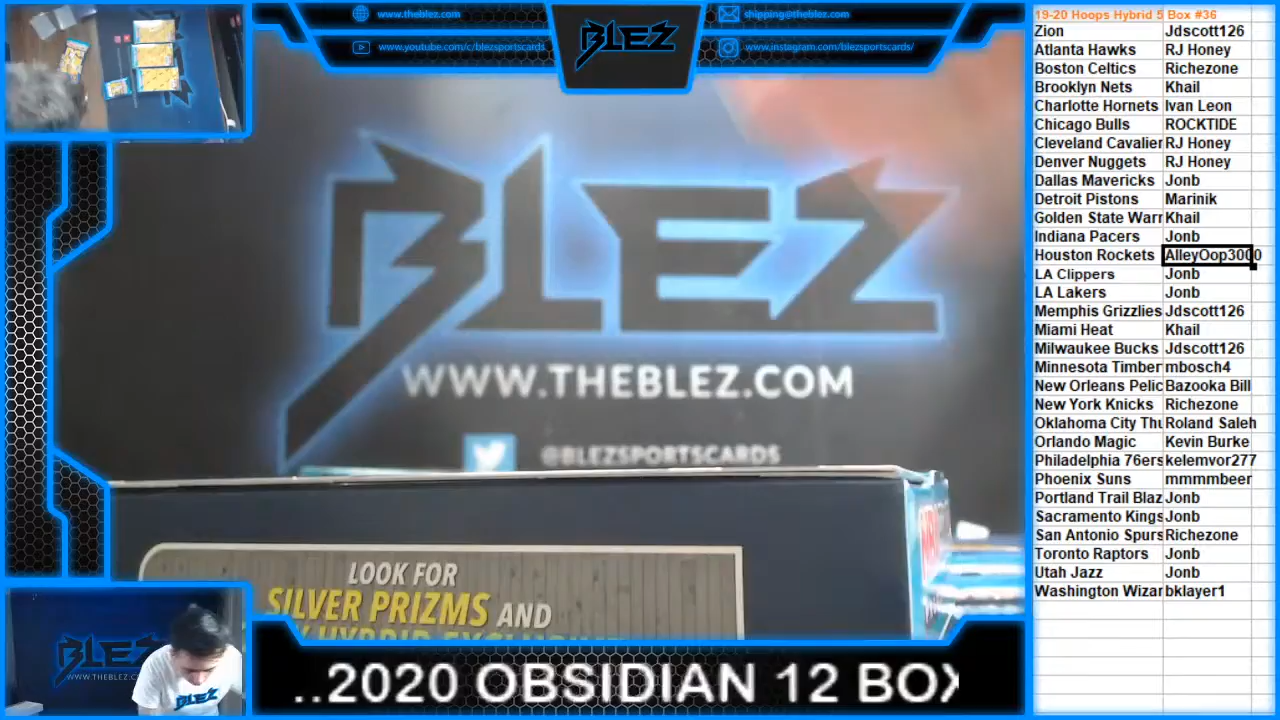 www.theblez.com
shipping@theblez.com
www.youtube.com/c/blezsportscards
BLEZ
www.instagram.com/blezsportscards/
BLEZ
WWW.THEBLEZ.COM
@BLEZSPORTSCARDS
LOOK FOR
SILVER PRIZMS AND
BLEZ
WWW.THEBLEZ.COM
BLEZ
..2020 OBSIDIAN 12 BOX
19-20 Hoops Hybrid 5 Box #36
Zion Jdscott126
Atlanta Hawks RJ Honey
Boston Celtics Richezone
Brooklyn Nets Khail
Charlotte Hornets Ivan Leon
Chicago Bulls ROCKTIDE
Cleveland Cavalier RJ Honey
Denver Nuggets RJ Honey
Dallas Mavericks Jonb
Detroit Pistons Marinik
Golden State Warr Khail
Indiana Pacers Jonb
Houston Rockets AlleyOop3000
LA Clippers Jonb
LA Lakers Jonb
Memphis Grizzlies Jdscott126
Miami Heat Khail
Milwaukee Bucks Jdscott126
Minnesota Timber mbosch4
New Orleans Pelic Bazooka Bill
New York Knicks Richezone
Oklahoma City Thu Roland Saleh
Orlando Magic Kevin Burke
Philadelphia 76ers kelemvor277
Phoenix Suns mmmmbeer
Portland Trail Blaz Jonb
Sacramento Kings Jonb
San Antonio Spurs Richezone
Toronto Raptors Jonb
Utah Jazz Jonb
Washington Wizar bklayer1